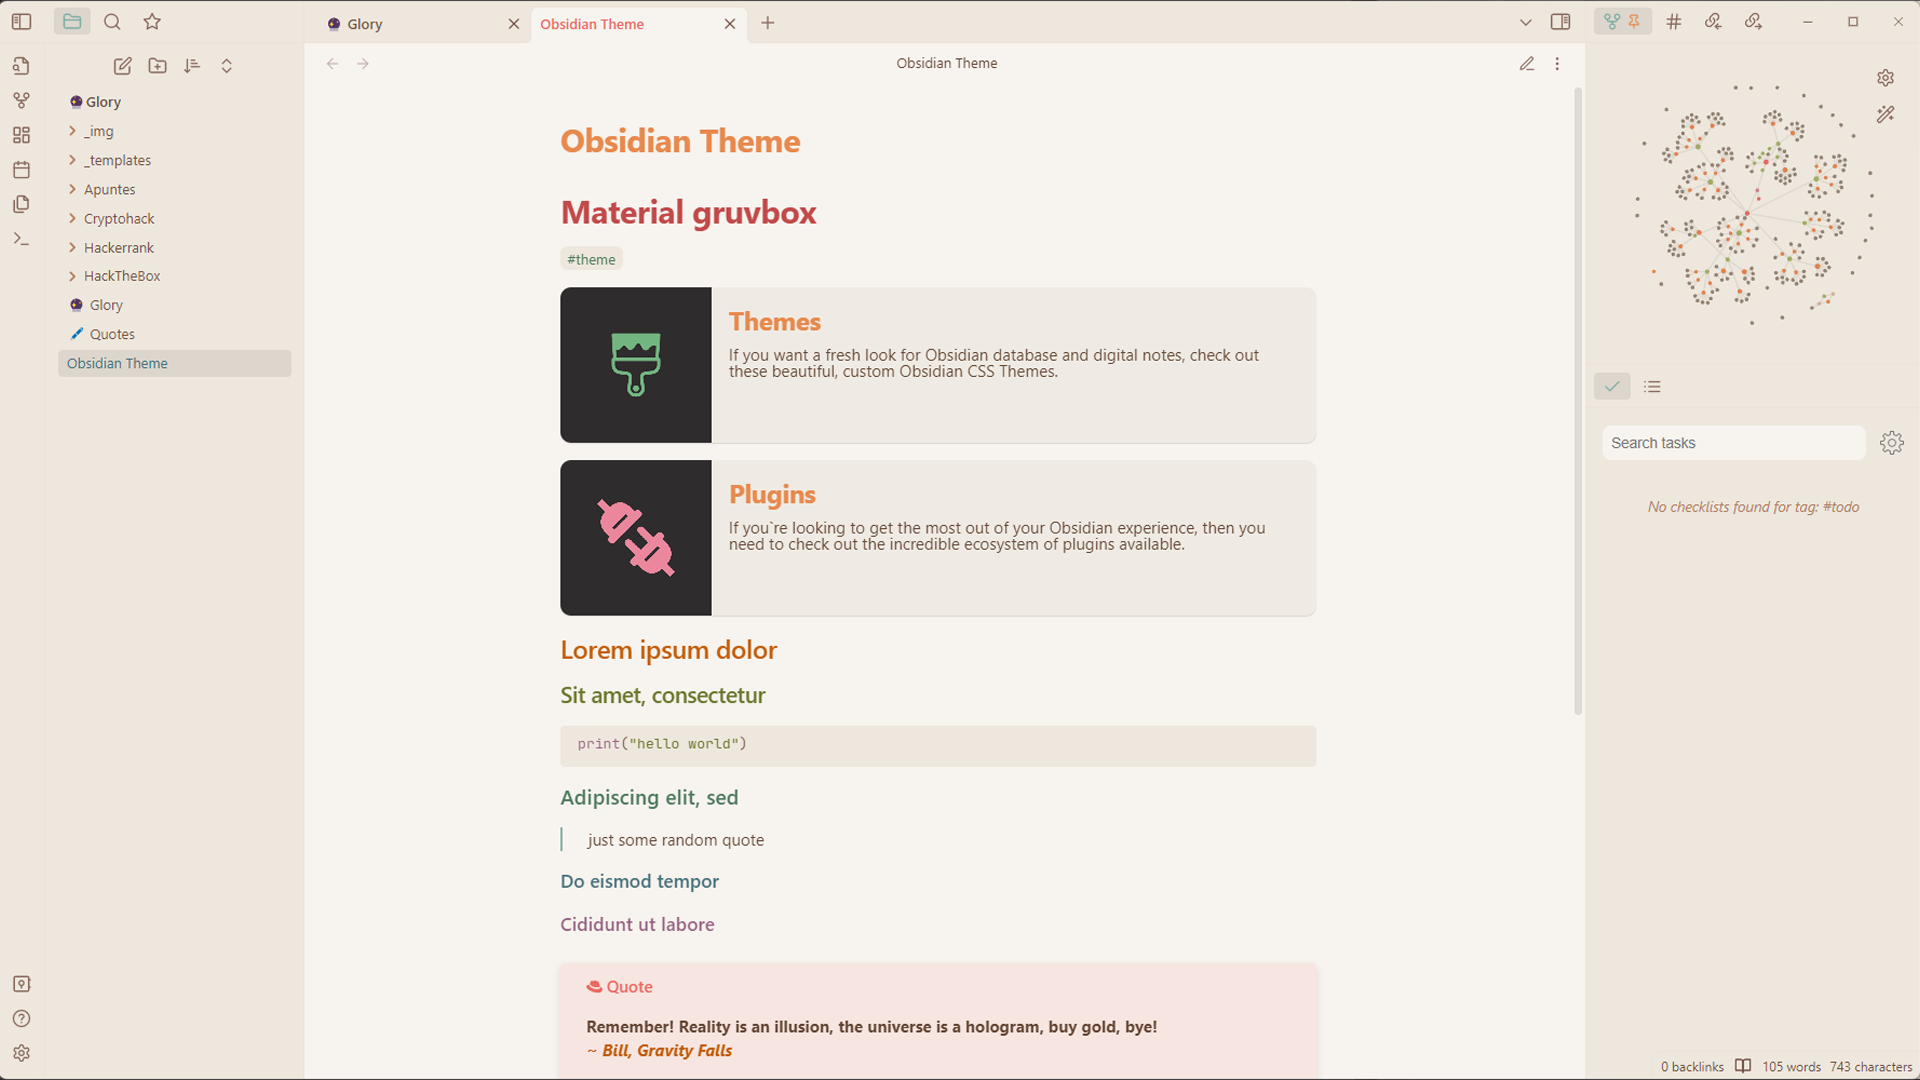 Glory
Obsidian Theme
Obsidian Theme
Glory
_img
_templates
Apuntes
Cryptohack
Hackerrank
HackTheBox
Glory
Quotes
Obsidian Theme
Obsidian Theme
Material gruvbox
#theme
Themes
If you want a fresh look for Obsidian database and digital notes, check out
these beautiful, custom Obsidian CSS Themes.
Plugins
If you`re looking to get the most out of your Obsidian experience, then you
need to check out the incredible ecosystem of plugins available.
Lorem ipsum dolor
Sit amet, consectetur
print("hello world")
Adipiscing elit, sed
just some random quote
Do eismod tempor
Cididunt ut labore
Quote
Remember! Reality is an illusion, the universe is a hologram, buy gold, bye!
~ Bill, Gravity Falls
Search tasks
No checklists found for tag: #todo
0 backlinks 105 words 743 characters